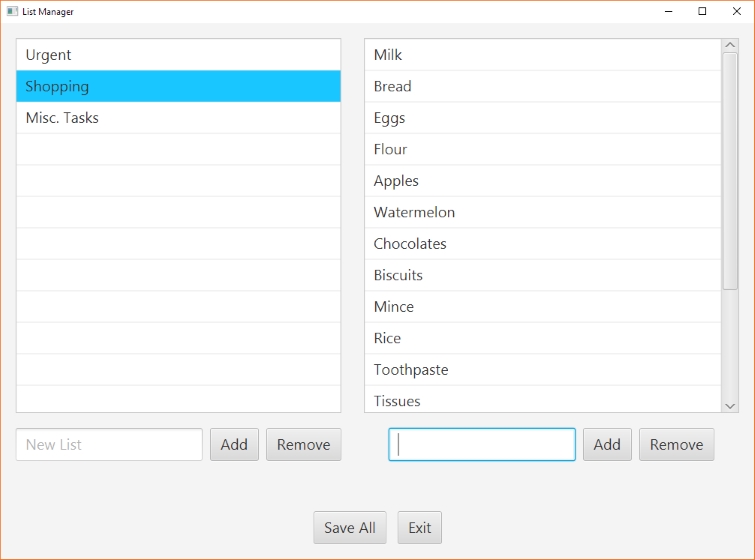 List Manager
Urgent
Shopping
Misc. Tasks
Milk
Bread
Eggs
Flour
Apples
Watermelon
Chocolates
Biscuits
Mince
Rice
Toothpaste
Tissues
New List
Add
Remove
Add
Remove
Save All
Exit